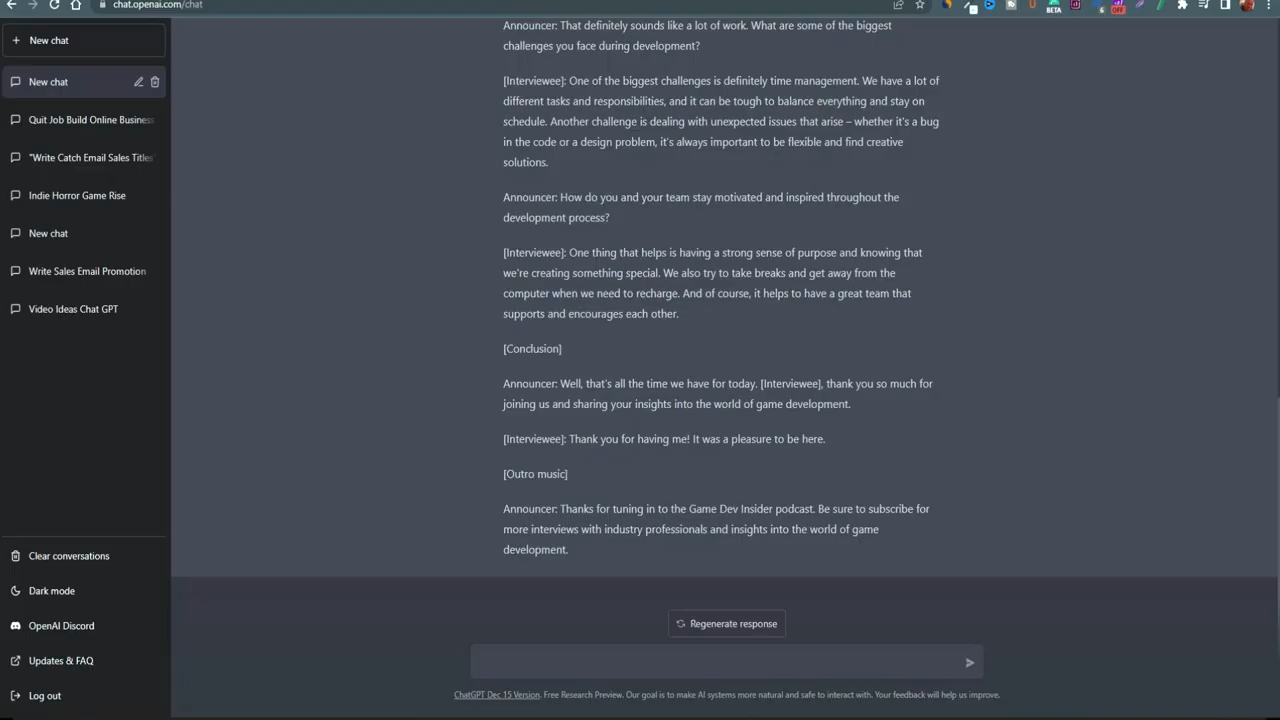 chat.openai.com/chat
BETA
6
OFF
New chat
New chat
Quit Job Build Online Business
"Write Catch Email Sales Titles"
Indie Horror Game Rise
New chat
Write Sales Email Promotion
Video Ideas Chat GPT
Clear conversations
Dark mode
OpenAI Discord
Updates & FAQ
Log out
Announcer: That definitely sounds like a lot of work. What are some of the biggest
challenges you face during development?
[Interviewee]: One of the biggest challenges is definitely time management. We have a lot of
different tasks and responsibilities, and it can be tough to balance everything and stay on
schedule. Another challenge is dealing with unexpected issues that arise – whether it's a bug
in the code or a design problem, it's always important to be flexible and find creative
solutions.
Announcer: How do you and your team stay motivated and inspired throughout the
development process?
[Interviewee]: One thing that helps is having a strong sense of purpose and knowing that
we're creating something special. We also try to take breaks and get away from the
computer when we need to recharge. And of course, it helps to have a great team that
supports and encourages each other.
[Conclusion]
Announcer: Well, that's all the time we have for today. [Interviewee], thank you so much for
joining us and sharing your insights into the world of game development.
[Interviewee]: Thank you for having me! It was a pleasure to be here.
[Outro music]
Announcer: Thanks for tuning in to the Game Dev Insider podcast. Be sure to subscribe for
more interviews with industry professionals and insights into the world of game
development.
Regenerate response
ChatGPT Dec 15 Version. Free Research Preview. Our goal is to make AI systems more natural and safe to interact with. Your feedback will help us improve.